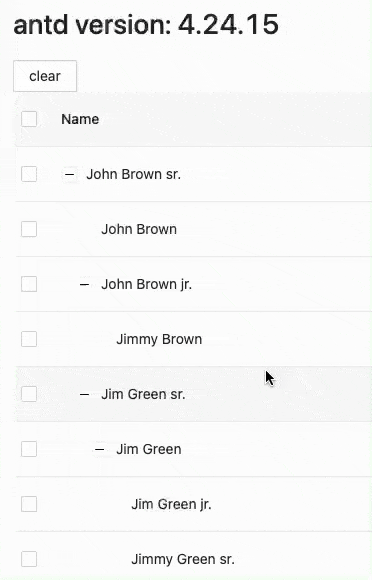 antd version: 4.24.15
clear
Name
John Brown sr.
John Brown
John Brown jr.
Jimmy Brown
Jim Green sr.
Jim Green
Jim Green jr.
Jimmy Green sr.